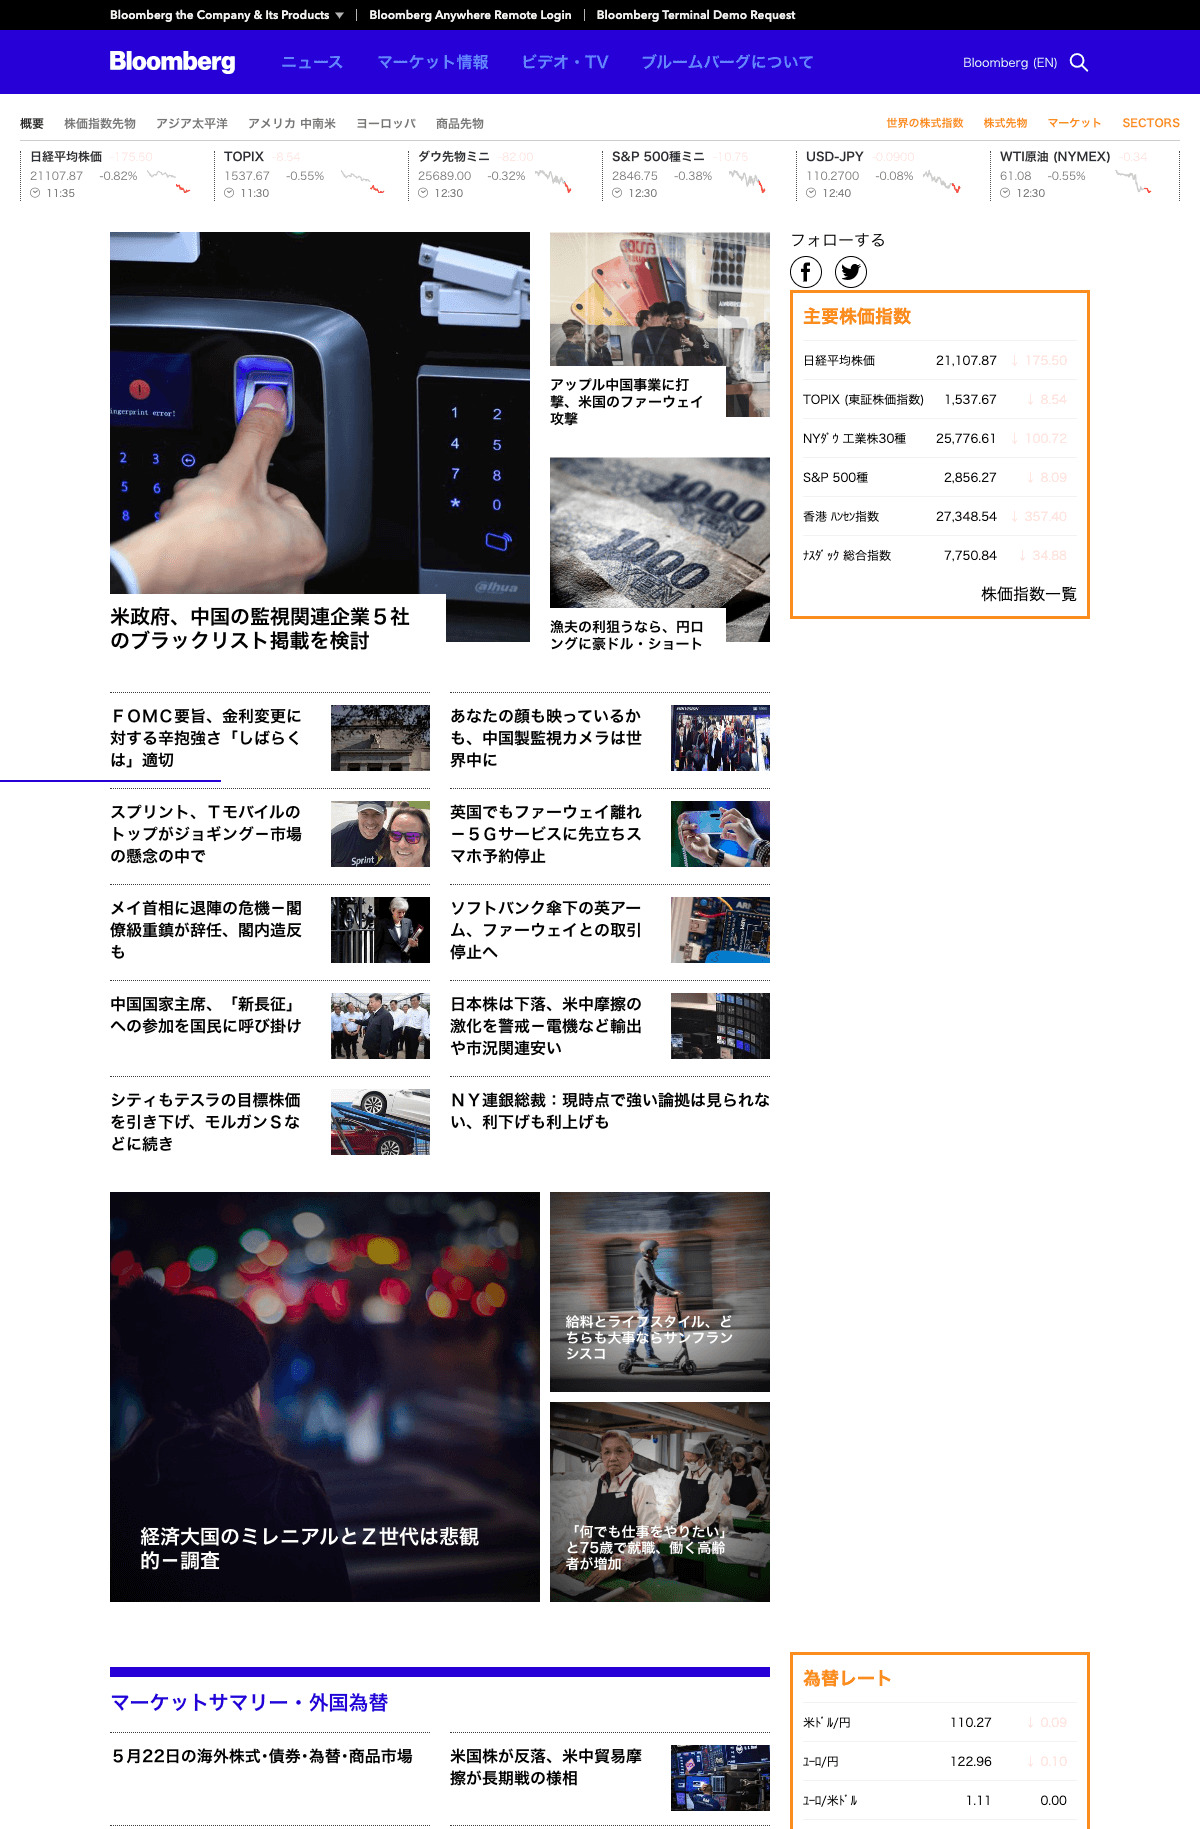 Bloomberg the Company & Its Products
Bloomberg Anywhere Remote Login
Bloomberg Terminal Demo Request
Bloomberg
ニュース
マーケット情報
ビデオ・TV
ブルームバーグについて
Bloomberg (EN)
概要
株価指数先物
アジア太平洋
アメリカ 中南米
ヨーロッパ
商品先物
世界の株式指数
株式先物
マーケット
SECTORS
日経平均株価 -175.50
21107.87 -0.82%
11:35
TOPIX -8.54
1537.67 -0.55%
11:30
ダウ先物ミニ -82.00
25689.00 -0.32%
12:30
S&P 500種ミニ -10.75
2846.75 -0.38%
12:30
USD-JPY -0.0900
110.2700 -0.08%
12:40
WTI原油 (NYMEX) -0.34
61.08 -0.55%
12:30
米政府、中国の監視関連企業５社
のブラックリスト掲載を検討
アップル中国事業に打
撃、米国のファーウェイ
攻撃
漁夫の利狙うなら、円ロ
ングに豪ドル・ショート
フォローする
主要株価指数
日経平均株価 21,107.87 ↓ 175.50
TOPIX (東証株価指数) 1,537.67 ↓ 8.54
NYﾀﾞｳ 工業株30種 25,776.61 ↓ 100.72
S&P 500種 2,856.27 ↓ 8.09
香港 ﾊﾝｾﾝ指数 27,348.54 ↓ 357.40
ﾅｽﾀﾞｯｸ 総合指数 7,750.84 ↓ 34.88
株価指数一覧
ＦＯＭＣ要旨、金利変更に
対する辛抱強さ「しばらく
は」適切
あなたの顔も映っているか
も、中国製監視カメラは世
界中に
スプリント、Ｔモバイルの
トップがジョギング－市場
の懸念の中で
英国でもファーウェイ離れ
－５Ｇサービスに先立ちス
マホ予約停止
メイ首相に退陣の危機－閣
僚級重鎮が辞任、閣内造反
も
ソフトバンク傘下の英アー
ム、ファーウェイとの取引
停止へ
中国国家主席、「新長征」
への参加を国民に呼び掛け
日本株は下落、米中摩擦の
激化を警戒－電機など輸出
や市況関連安い
シティもテスラの目標株価
を引き下げ、モルガンＳな
どに続き
ＮＹ連銀総裁：現時点で強い論拠は見られな
い、利下げも利上げも
経済大国のミレニアルとＺ世代は悲観
的－調査
給料とライフスタイル、ど
ちらも大事ならサンフラン
シスコ
「何でも仕事をやりたい」
と75歳で就職、働く高齢
者が増加
マーケットサマリー・外国為替
５月22日の海外株式･債券･為替･商品市場
米国株が反落、米中貿易摩
擦が長期戦の様相
為替レート
米ﾄﾞﾙ/円 110.27 ↓ 0.09
ﾕｰﾛ/円 122.96 ↓ 0.10
ﾕｰﾛ/米ﾄﾞﾙ 1.11 0.00